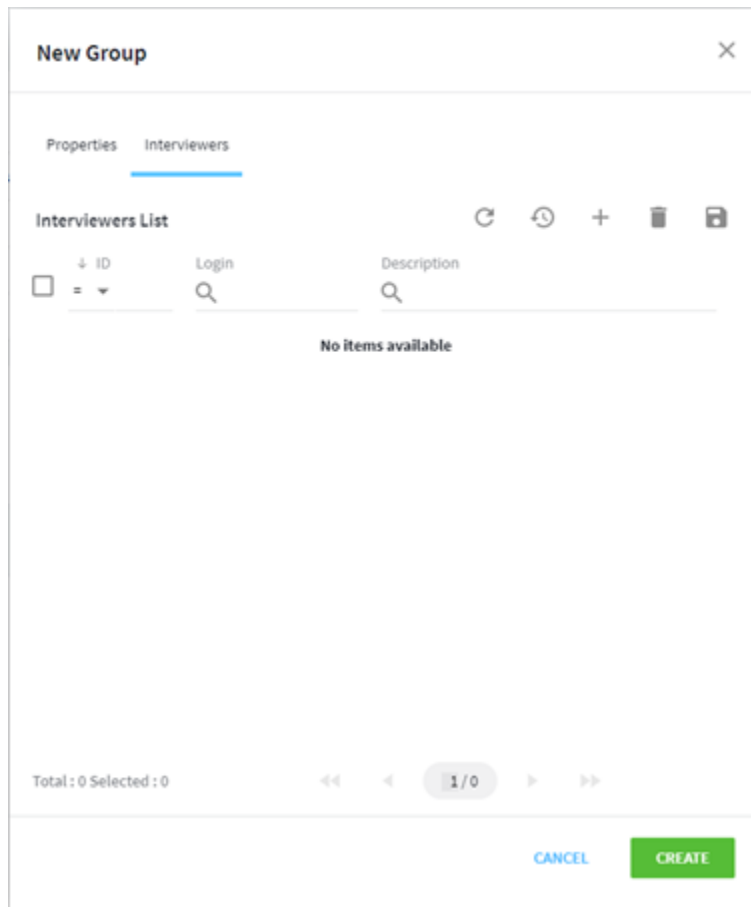 New Group
Properties Interviewers
Interviewers List
ID Login Description
=
No items available
Total : 0 Selected : 0 1 / 0
CANCEL CREATE